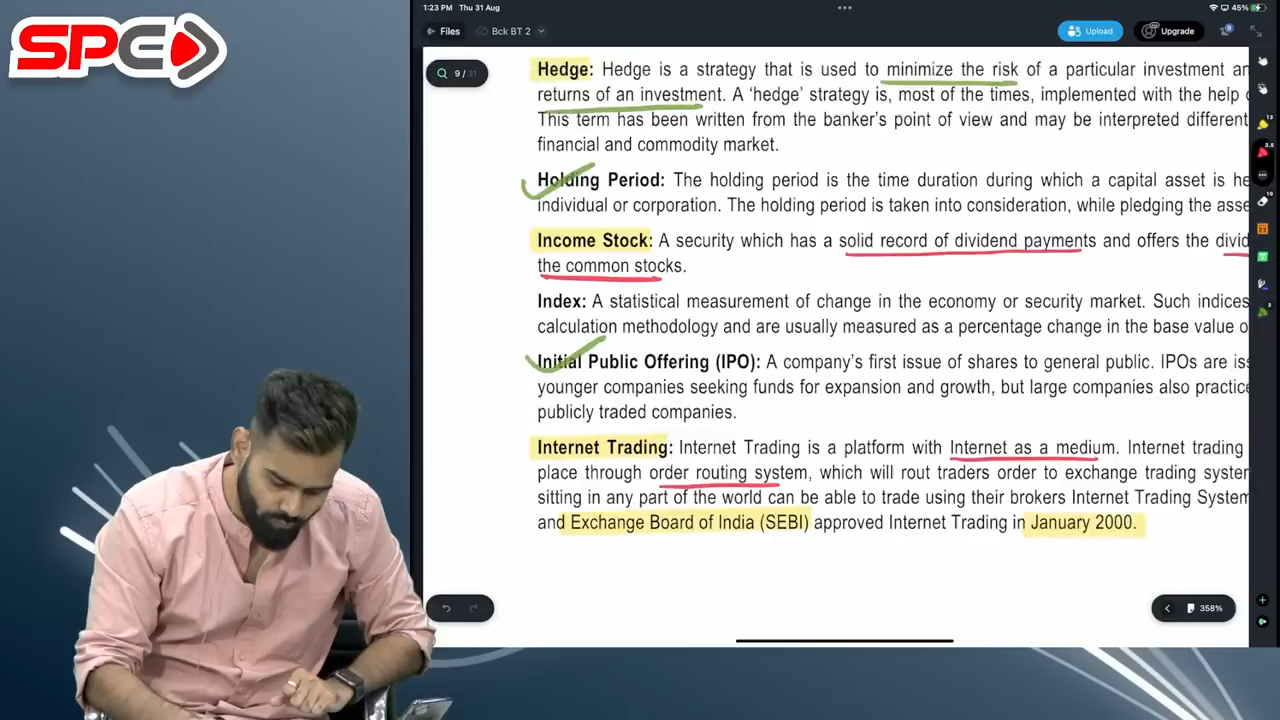 SPC
1:23 PM Thu 31 Aug
45%
Files
Bck BT 2
Upload
Upgrade
9 / 31
Hedge: Hedge is a strategy that is used to minimize the risk of a particular investment an
returns of an investment. A 'hedge' strategy is, most of the times, implemented with the help
This term has been written from the banker's point of view and may be interpreted different
financial and commodity market.
Holding Period: The holding period is the time duration during which a capital asset is he
individual or corporation. The holding period is taken into consideration, while pledging the asse
Income Stock: A security which has a solid record of dividend payments and offers the divid
the common stocks.
Index: A statistical measurement of change in the economy or security market. Such indices
calculation methodology and are usually measured as a percentage change in the base value o
Initial Public Offering (IPO): A company's first issue of shares to general public. IPOs are iss
younger companies seeking funds for expansion and growth, but large companies also practice
publicly traded companies.
Internet Trading: Internet Trading is a platform with Internet as a medium. Internet trading
place through order routing system, which will rout traders order to exchange trading system
sitting in any part of the world can be able to trade using their brokers Internet Trading System
and Exchange Board of India (SEBI) approved Internet Trading in January 2000.
358%